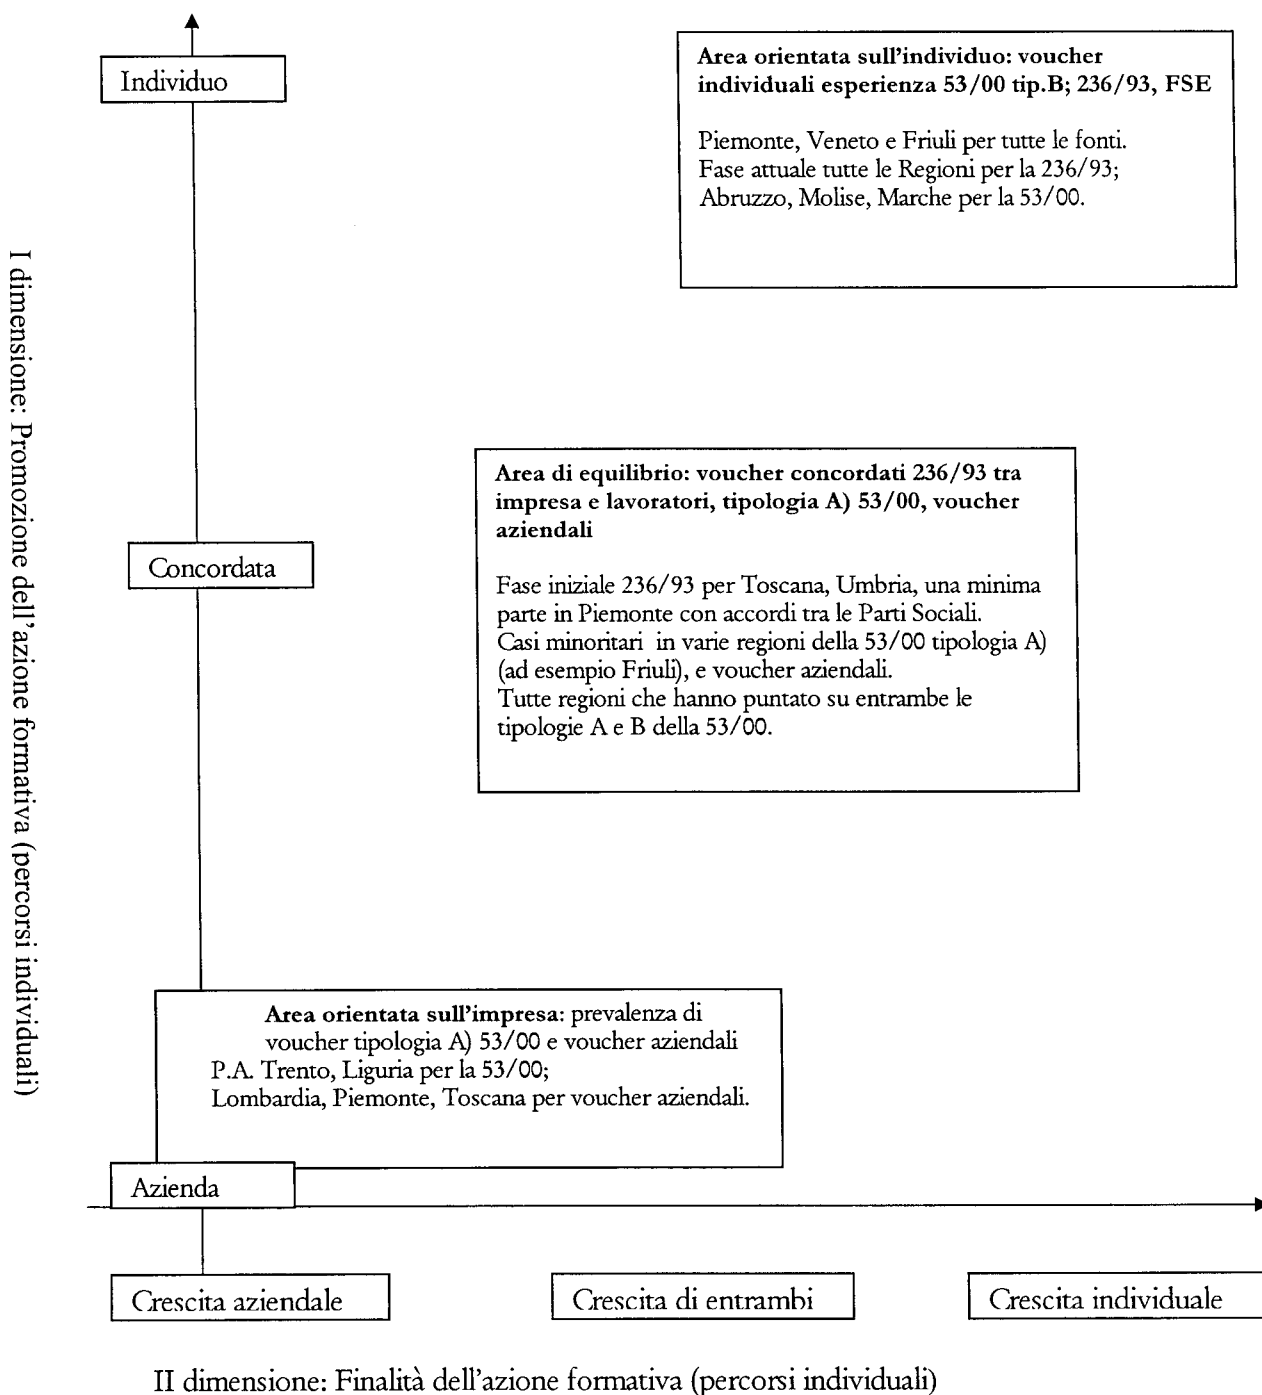 Individuo
Area orientata sull'individuo: voucher
individuali esperienza 53/00 tip.B; 236/93, FSE
Piemonte, Veneto e Friuli per tutte le fonti.
Fase attuale tutte le Regioni per la 236/93;
Abruzzo, Molise, Marche per la 53/00.
I dimensione: Promozione dell'azione formativa (percorsi individuali)
Area di equilibrio: voucher concordati 236/93 tra
impresa e lavoratori, tipologia A) 53/00, voucher
aziendali
Concordata
Fase iniziale 236/93 per Toscana, Umbria, una minima
parte in Piemonte con accordi tra le Parti Sociali.
Casi minoritari in varie regioni della 53/00 tipologia A)
(ad esempio Friuli), e voucher aziendali.
Tutte regioni che hanno puntato su entrambe le
tipologie A e B della 53/00.
Area orientata sull'impresa: prevalenza di
voucher tipologia A) 53/00 e voucher aziendali
P.A. Trento, Liguria per la 53/00;
Lombardia, Piemonte, Toscana per voucher aziendali.
Azienda
Crescita aziendale
Crescita di entrambi
Crescita individuale
II dimensione: Finalità dell'azione formativa (percorsi individuali)